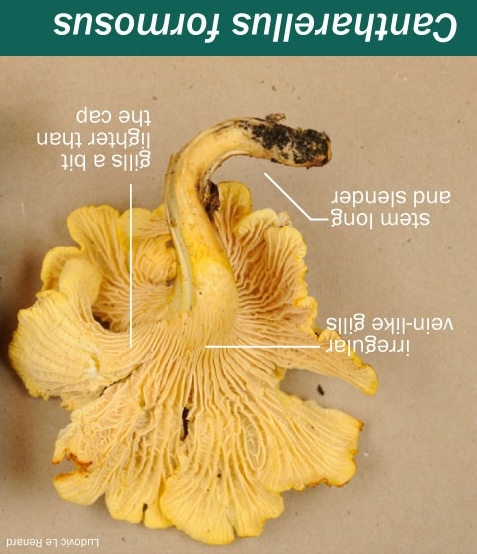 Cantharellus formosus
gills a bit
lighter than
the cap
stem long
and slender
irregular
vein-like gills
Ludovic Le Renard